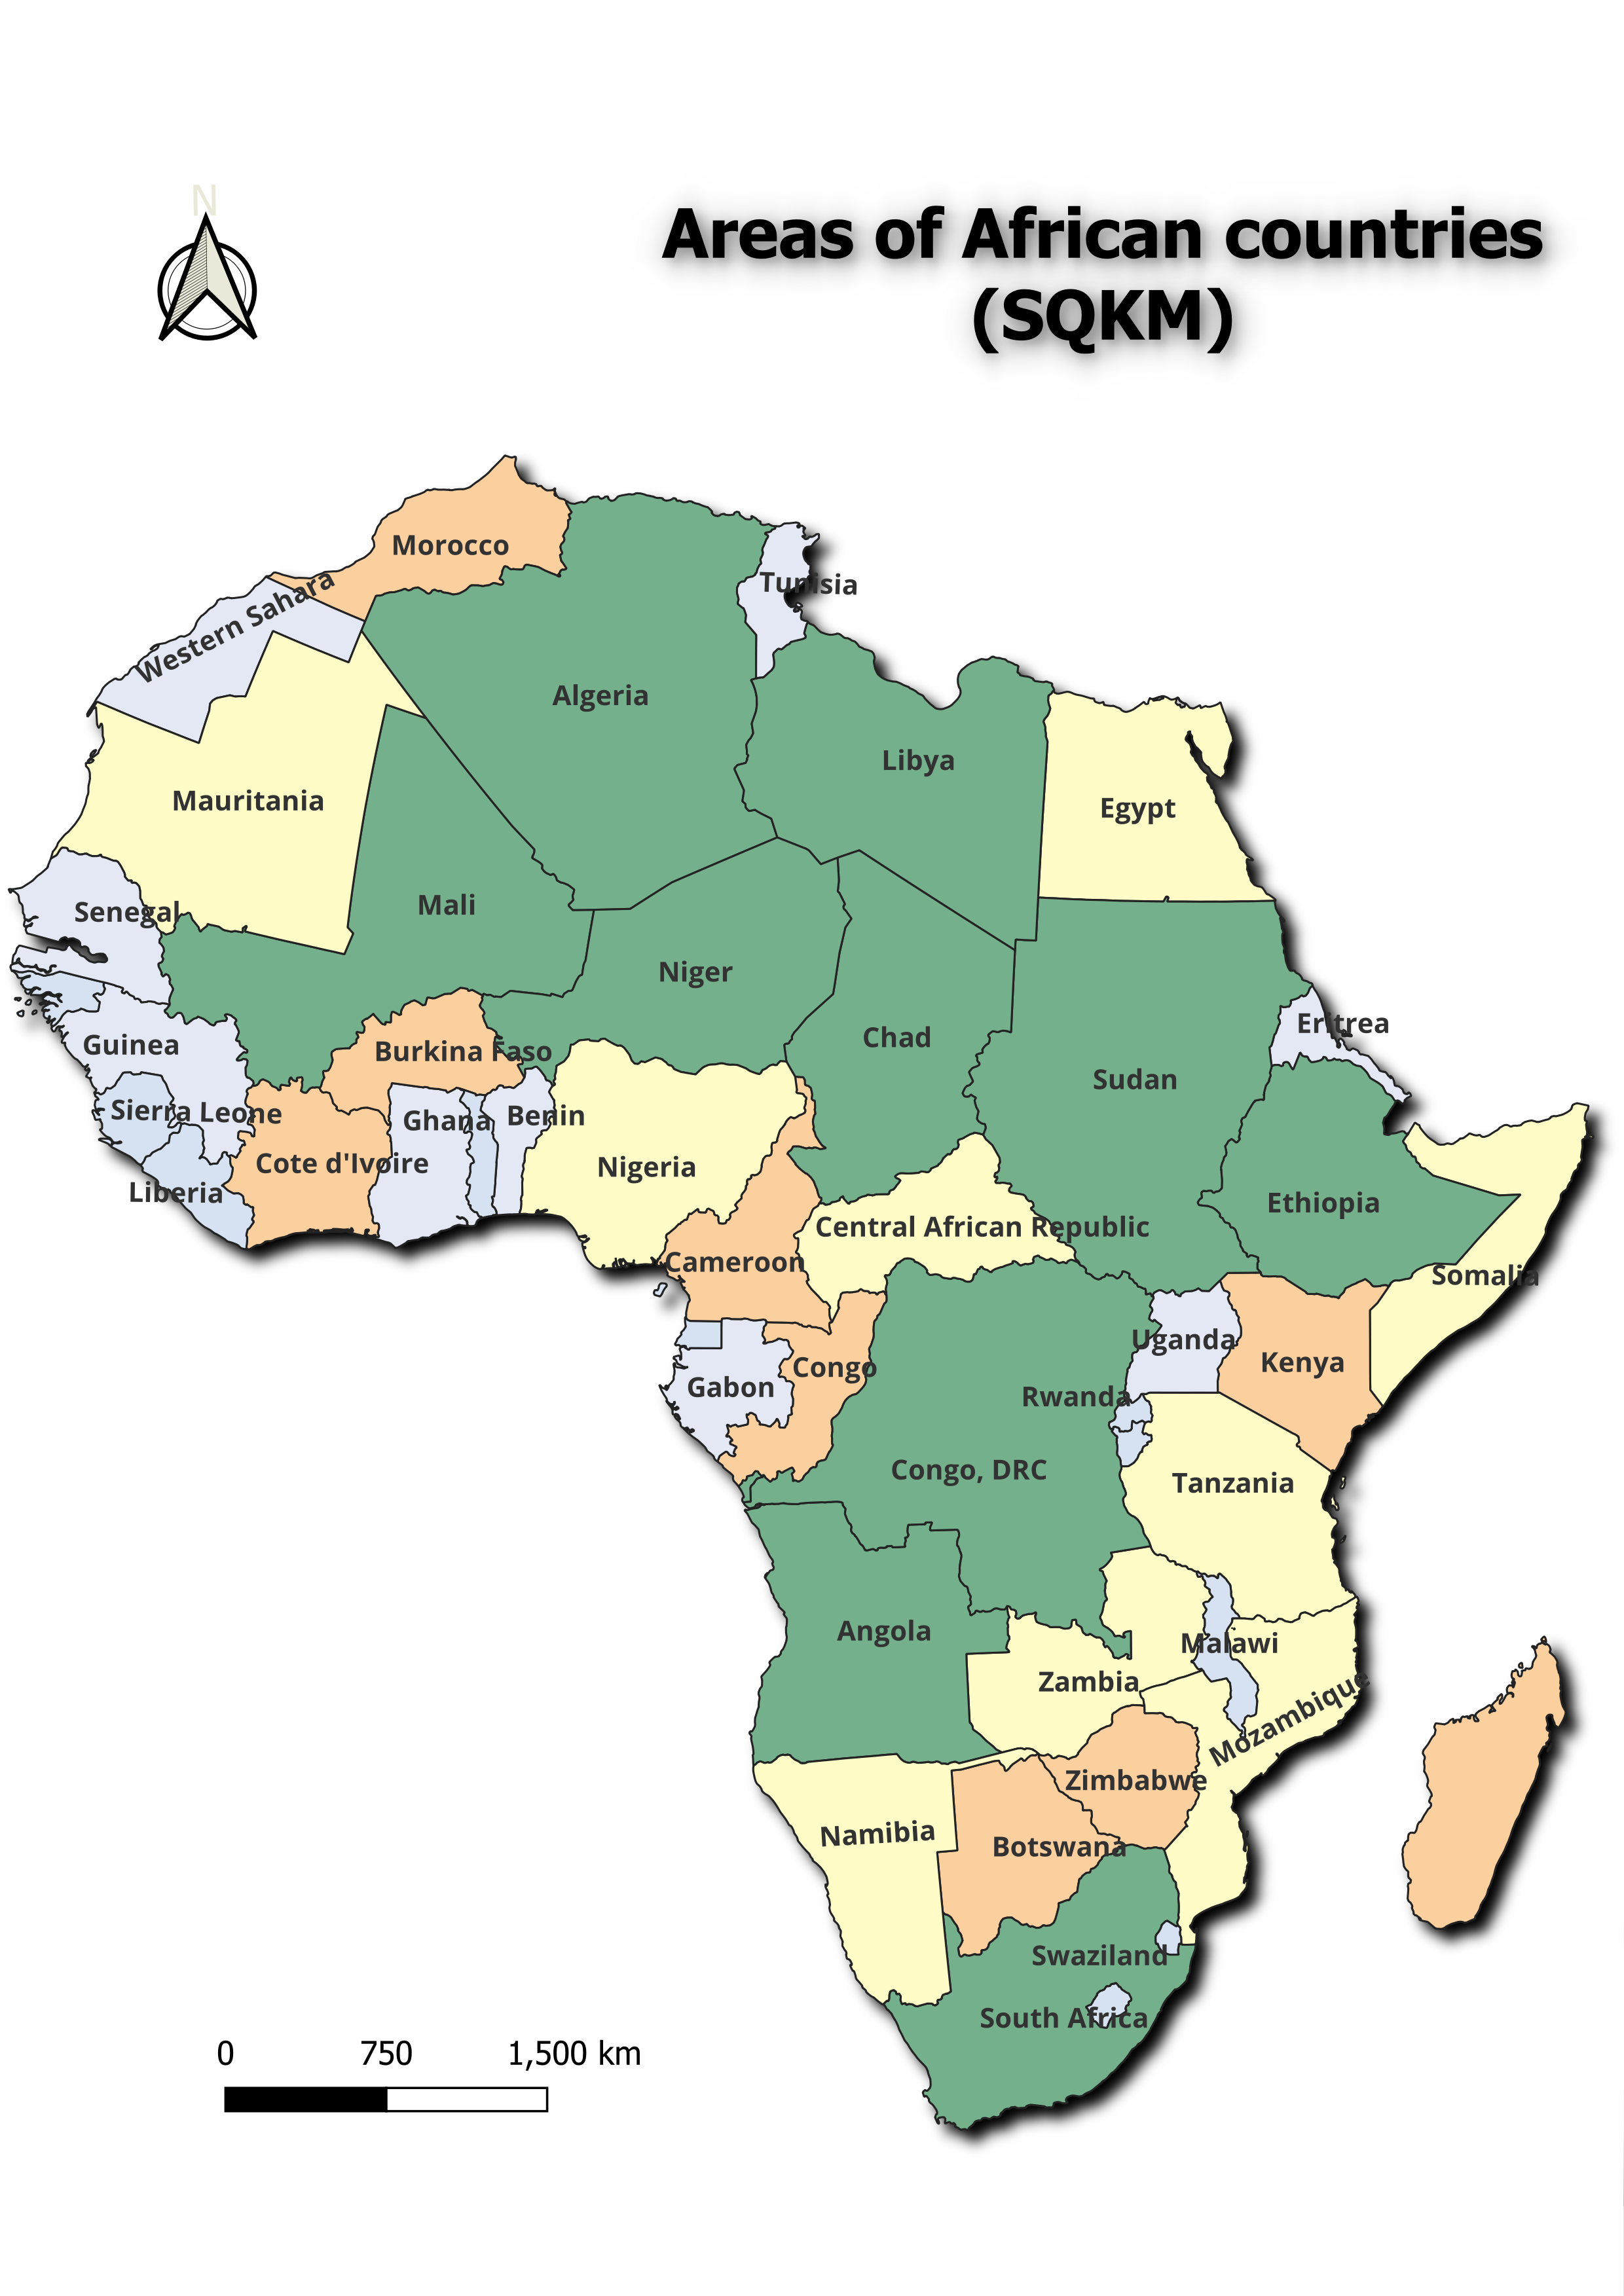 N
Areas of African countries
(SQKM)
Morocco
Tunisia
Western Sahara
Algeria
Libya
Egypt
Mauritania
Mali
Senegal
Niger
Eritrea
Chad
Guinea
Burkina Faso
Sudan
Sierra Leone
Ghana
Benin
Cote d'Ivoire
Nigeria
Liberia
Ethiopia
Central African Republic
Cameroon
Somalia
Uganda
Kenya
Congo
Gabon
Rwanda
Congo, DRC
Tanzania
Angola
Malawi
Zambia
Mozambique
Zimbabwe
Namibia
Botswana
Swaziland
South Africa
0 750 1,500 km